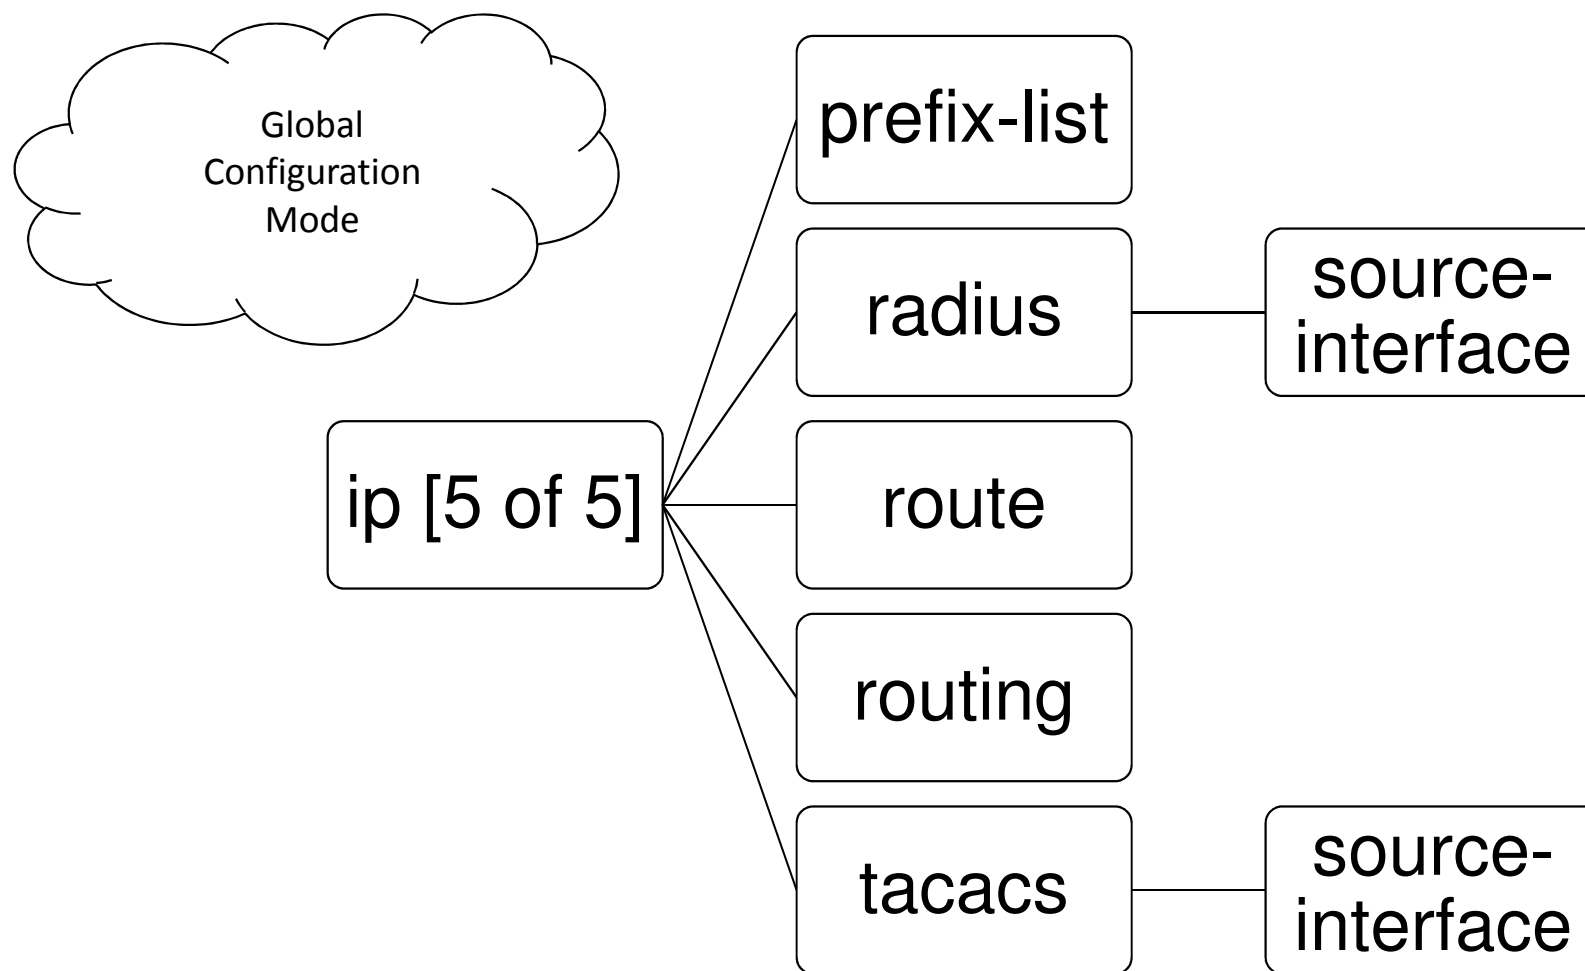 Global
Configuration
Mode
ip [5 of 5]
prefix-list
radius
source-
interface
route
routing
tacacs
source-
interface